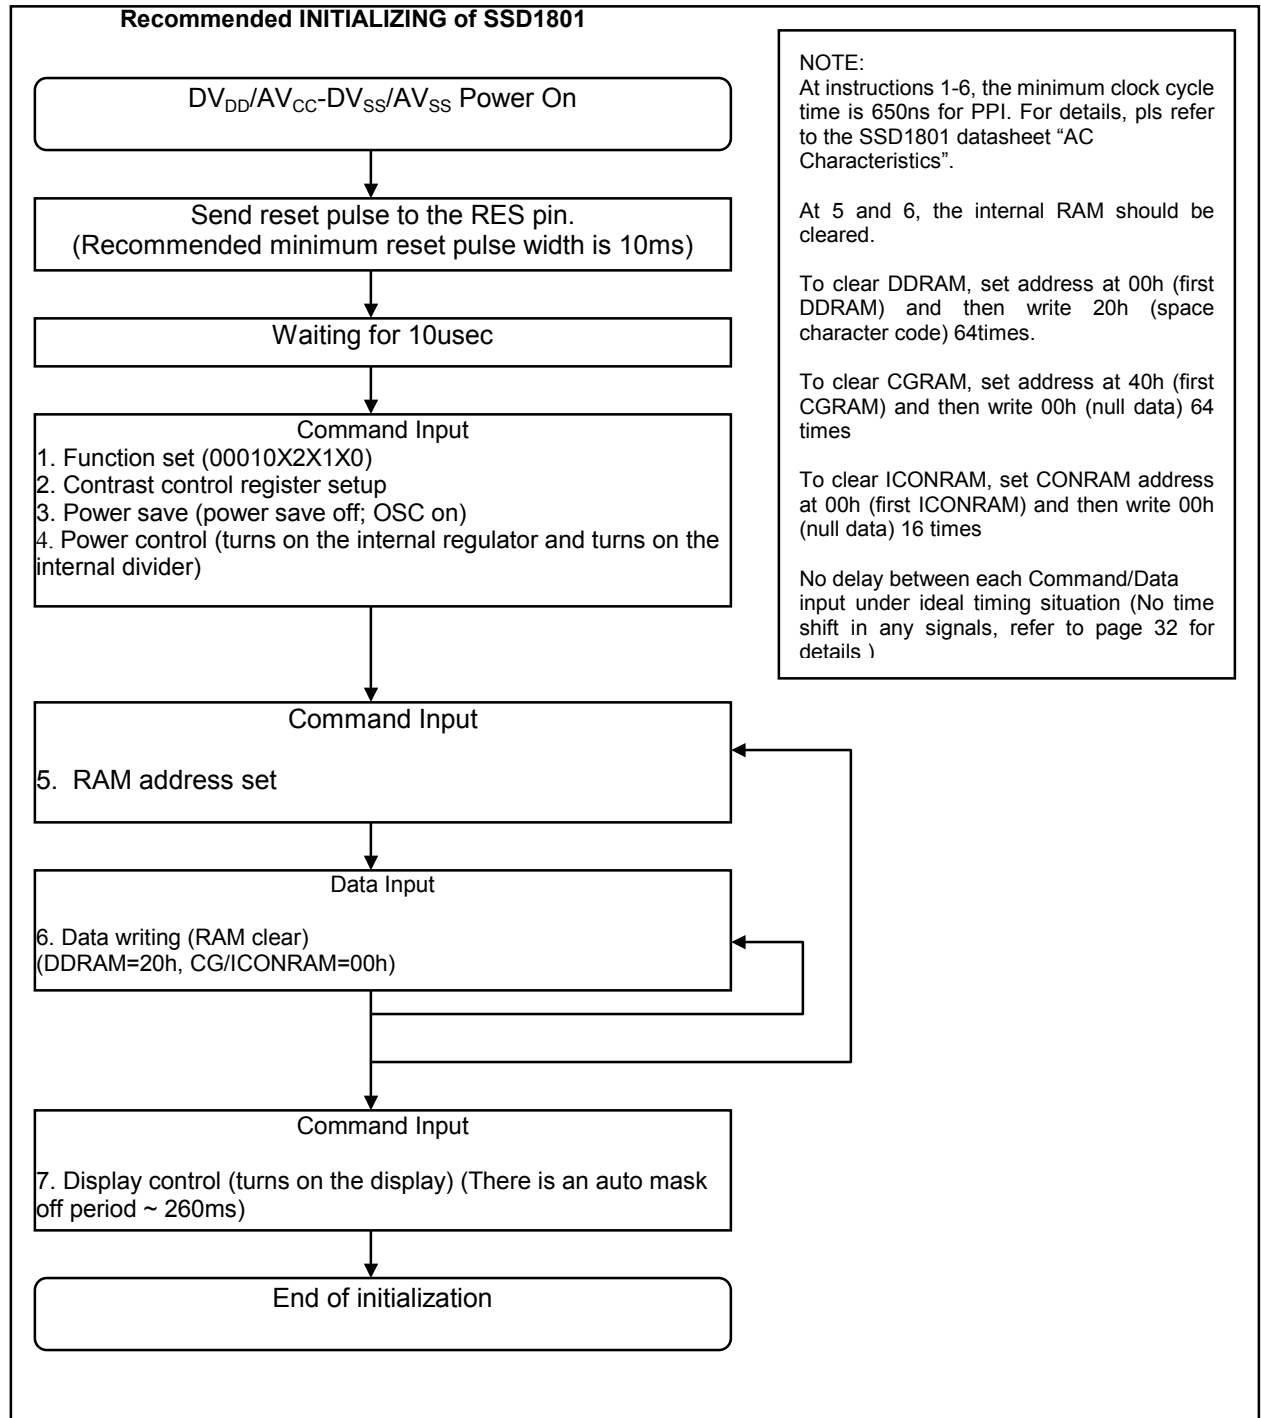 Recommended INITIALIZING of SSD1801
DV_DD/AV_CC-DV_SS/AV_SS Power On
Send reset pulse to the RES pin.
(Recommended minimum reset pulse width is 10ms)
Waiting for 10usec
Command Input
1. Function set (00010X2X1X0)
2. Contrast control register setup
3. Power save (power save off; OSC on)
4. Power control (turns on the internal regulator and turns on the
internal divider)
Command Input
5. RAM address set
Data Input
6. Data writing (RAM clear)
(DDRAM=20h, CG/ICONRAM=00h)
Command Input
7. Display control (turns on the display) (There is an auto mask
off period ~ 260ms)
End of initialization
NOTE:
At instructions 1-6, the minimum clock cycle
time is 650ns for PPI. For details, pls refer
to the SSD1801 datasheet “AC
Characteristics”.
At 5 and 6, the internal RAM should be
cleared.
To clear DDRAM, set address at 00h (first
DDRAM) and then write 20h (space
character code) 64times.
To clear CGRAM, set address at 40h (first
CGRAM) and then write 00h (null data) 64
times
To clear ICONRAM, set CONRAM address
at 00h (first ICONRAM) and then write 00h
(null data) 16 times
No delay between each Command/Data
input under ideal timing situation (No time
shift in any signals, refer to page 32 for
details )